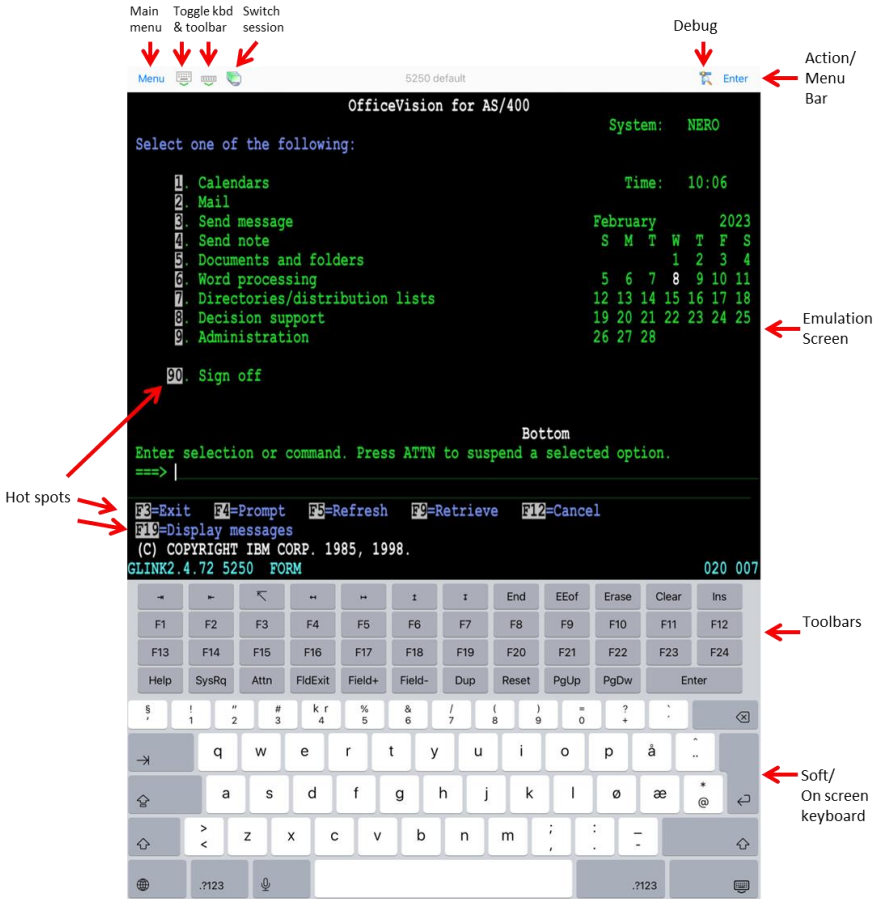 Main menu
Toggle kbd & toolbar
Switch session
Debug
Action/ Menu Bar
Menu 5250 default Enter
OfficeVision for AS/400
System: NERO
Select one of the following:
1. Calendars Time: 10:06
2. Mail
3. Send message February 2023
4. Send note S M T W T F S
5. Documents and folders 1 2 3 4
6. Word processing 5 6 7 8 9 10 11
7. Directories/distribution lists 12 13 14 15 16 17 18
8. Decision support 19 20 21 22 23 24 25
9. Administration 26 27 28
Emulation Screen
90. Sign off
Bottom
Enter selection or command. Press ATTN to suspend a selected option.
===>
Hot spots
F3=Exit F4=Prompt F5=Refresh F9=Retrieve F12=Cancel
F19=Display messages
(C) COPYRIGHT IBM CORP. 1985, 1998.
GLINK2.4.72 5250 FORM 020 007
End EEof Erase Clear Ins
F1 F2 F3 F4 F5 F6 F7 F8 F9 F10 F11 F12
Toolbars
F13 F14 F15 F16 F17 F18 F19 F20 F21 F22 F23 F24
Help SysRq Attn FldExit Field+ Field- Dup Reset PgUp PgDw Enter
§ ! " # k r % & / ( ) = ? `
' 1 2 3 4 5 6 7 8 9 0 + ´
q w e r t y u i o p å ^ ¨
Soft/ On screen keyboard
a s d f g h j k l ø æ * @
> < z x c v b n m ; , : . _ -
.?123 .?123